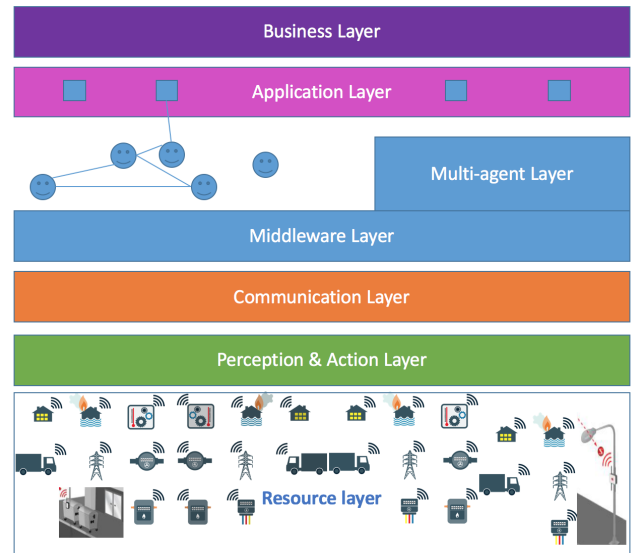 Business Layer
Application Layer
Multi-agent Layer
Middleware Layer
Communication Layer
Perception & Action Layer
Resource layer